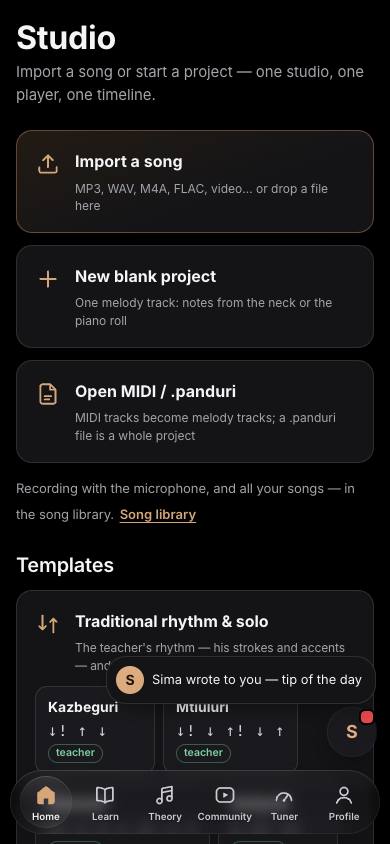 Studio
Import a song or start a project — one studio, one
player, one timeline.
Import a song
MP3, WAV, M4A, FLAC, video... or drop a file
here
New blank project
One melody track: notes from the neck or the
piano roll
Open MIDI / .panduri
MIDI tracks become melody tracks; a .panduri
file is a whole project
Recording with the microphone, and all your songs — in
the song library. Song library
Templates
Traditional rhythm & solo
The teacher's rhythm — his strokes and accents
— and
S Sima wrote to you — tip of the day
Kazbeguri Mtiuluri
↓! ↑ ↓ ↓ ↑! ↓ ↑
teacher teacher
S
Home Learn Theory Community Tuner Profile